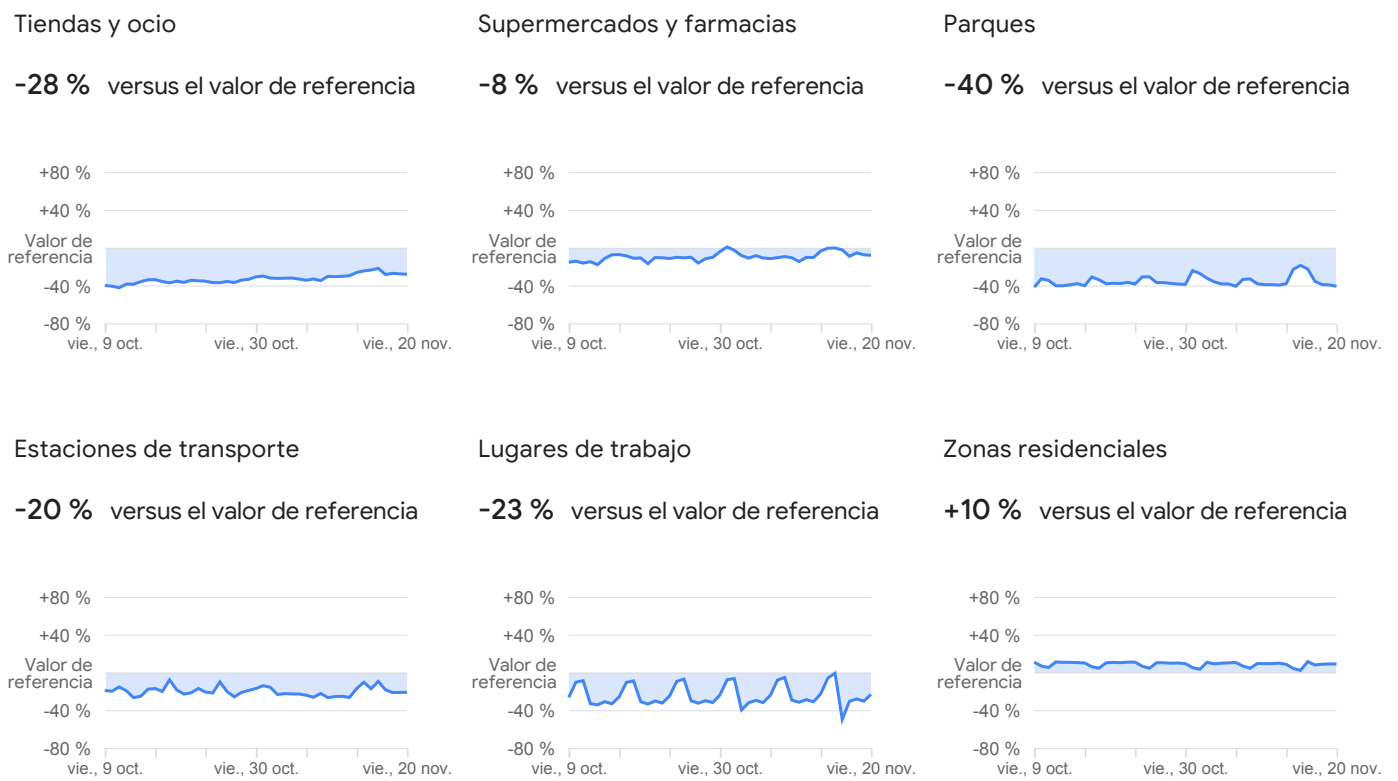 Tiendas y ocio
-28 % versus el valor de referencia
+80 %
+40 %
Valor de
referencia
-40 %
-80 %
vie., 9 oct. vie., 30 oct. vie., 20 nov.
Supermercados y farmacias
-8 % versus el valor de referencia
+80 %
+40 %
Valor de
referencia
-40 %
-80 %
vie., 9 oct. vie., 30 oct. vie., 20 nov.
Parques
-40 % versus el valor de referencia
+80 %
+40 %
Valor de
referencia
-40 %
-80 %
vie., 9 oct. vie., 30 oct. vie., 20 nov.
Estaciones de transporte
-20 % versus el valor de referencia
+80 %
+40 %
Valor de
referencia
-40 %
-80 %
vie., 9 oct. vie., 30 oct. vie., 20 nov.
Lugares de trabajo
-23 % versus el valor de referencia
+80 %
+40 %
Valor de
referencia
-40 %
-80 %
vie., 9 oct. vie., 30 oct. vie., 20 nov.
Zonas residenciales
+10 % versus el valor de referencia
+80 %
+40 %
Valor de
referencia
-40 %
-80 %
vie., 9 oct. vie., 30 oct. vie., 20 nov.